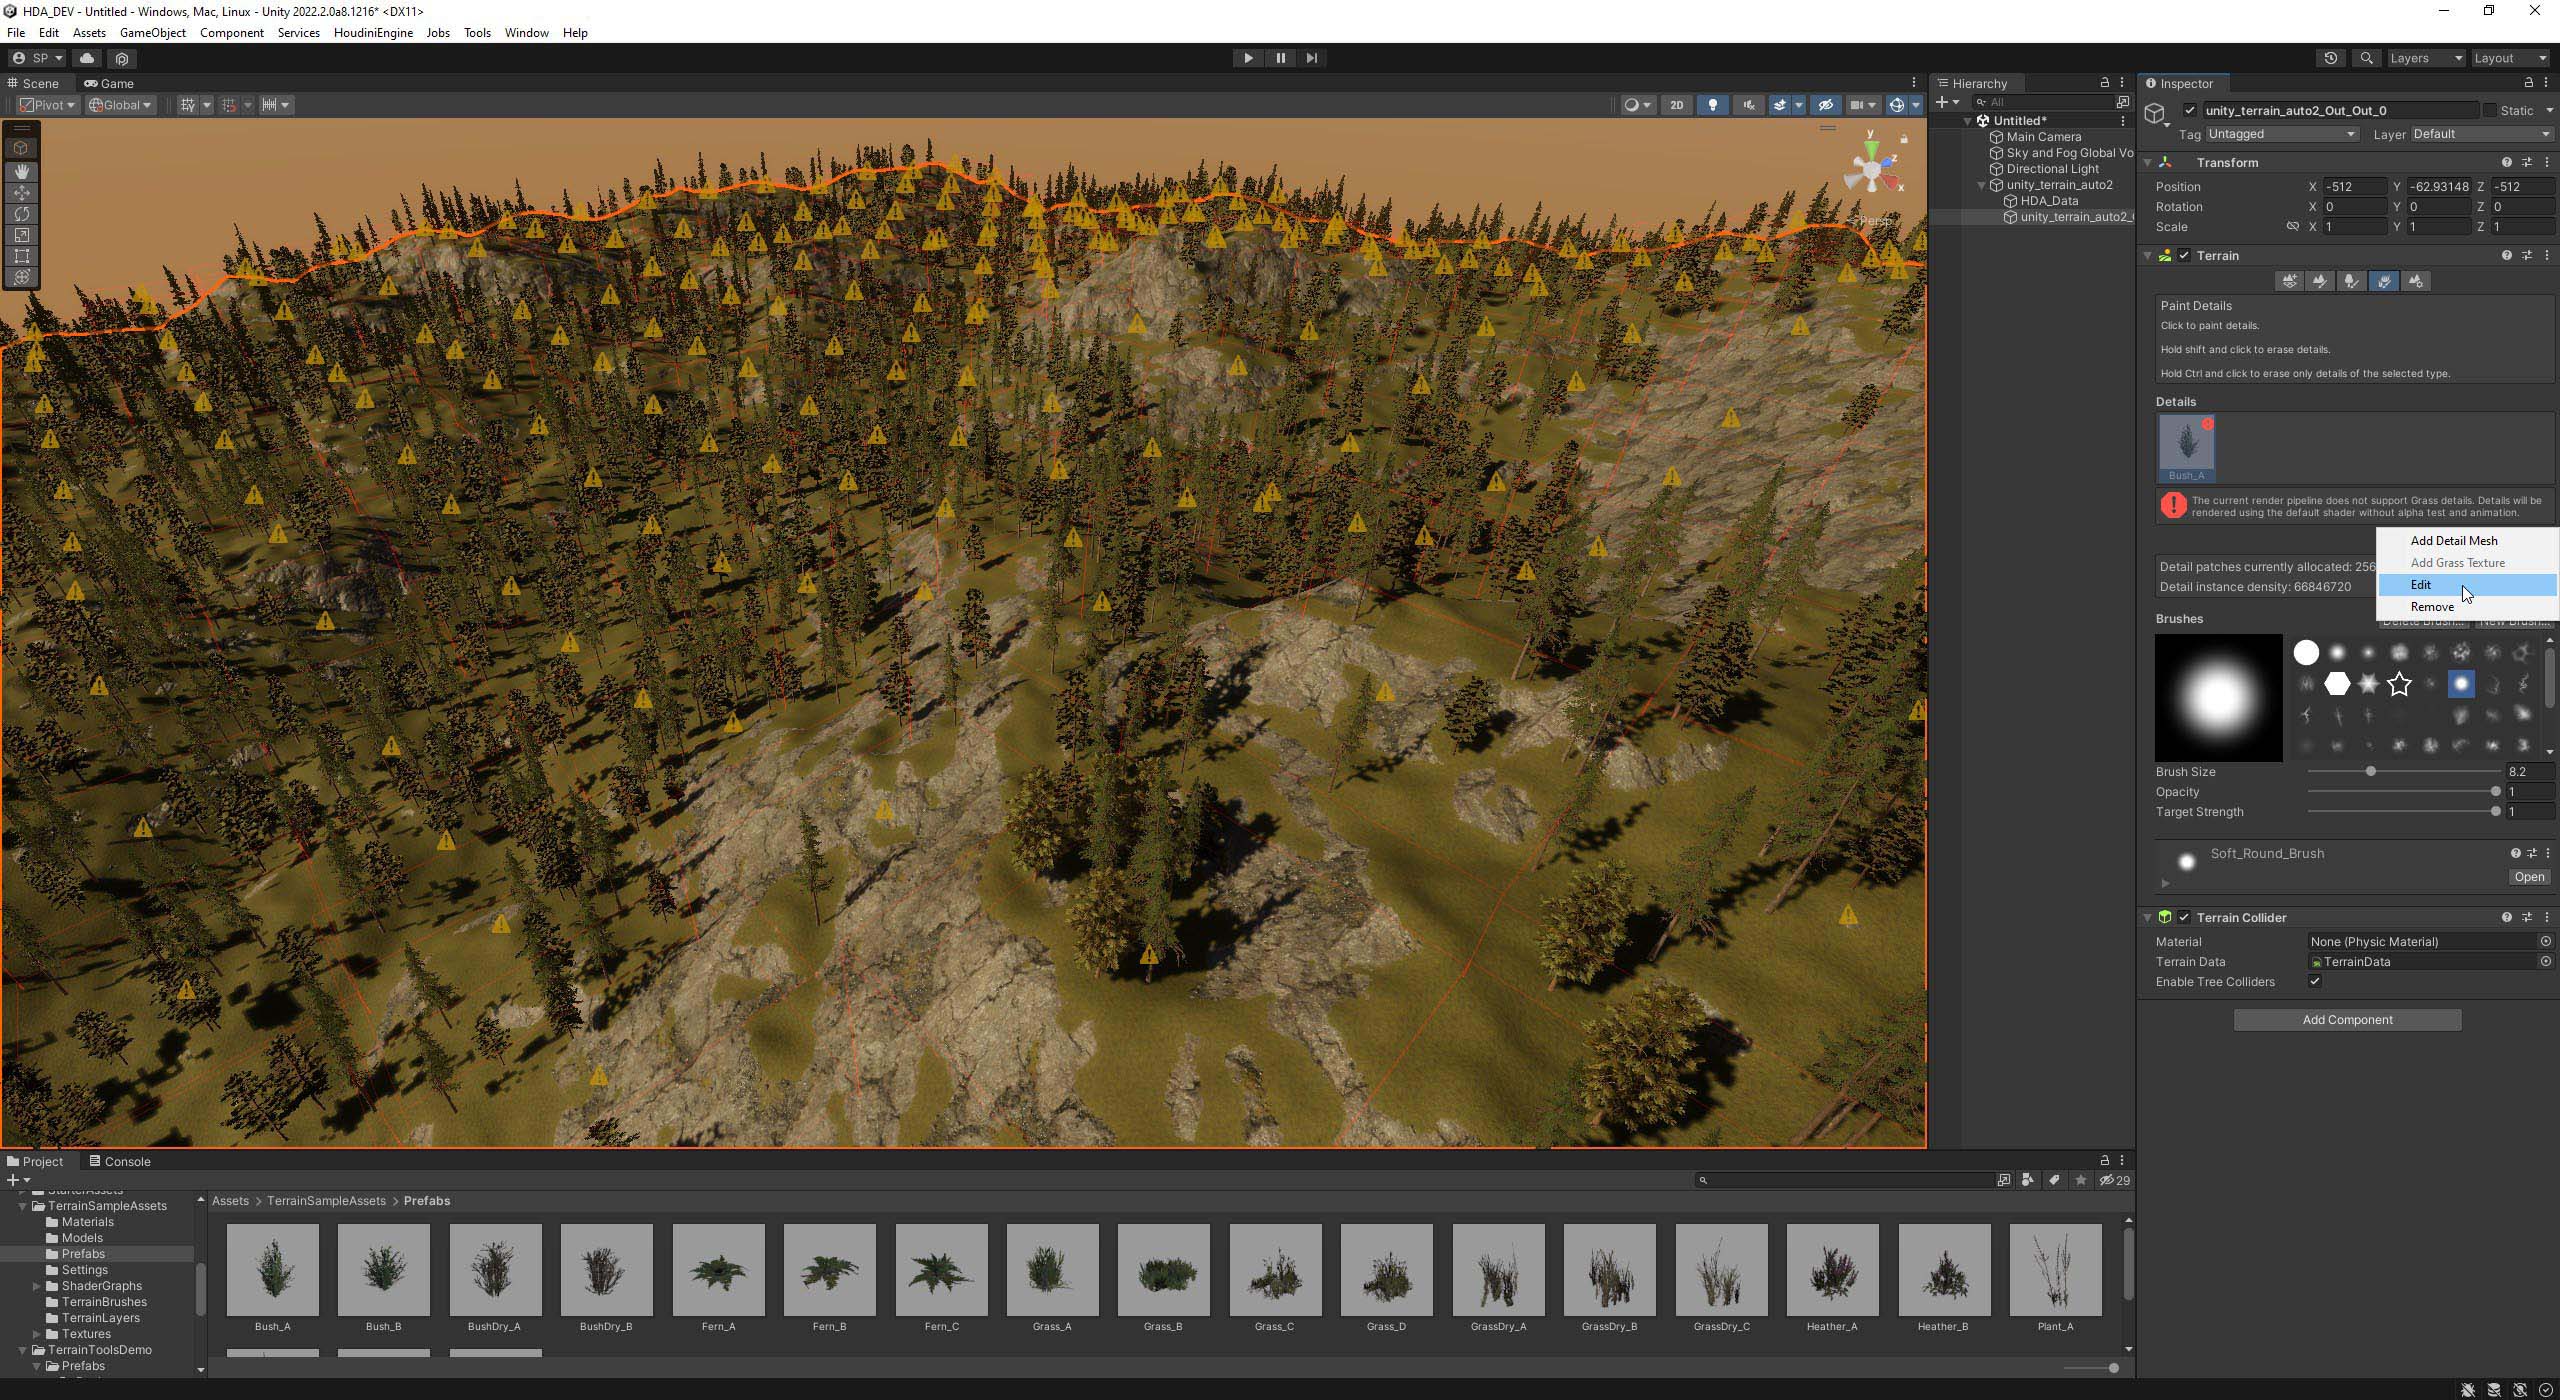 HDA_DEV - Untitled - Windows, Mac, Linux - Unity 2022.2.0a8.1216* <DX11>
File Edit Assets GameObject Component Services HoudiniEngine Jobs Tools Window Help
SP
Layers
Layout
Scene
Game
Pivot
Global
2D
y
z
x
Persp
Hierarchy
All
Untitled*
Main Camera
Sky and Fog Global Vo
Directional Light
unity_terrain_auto2
HDA_Data
unity_terrain_auto2_
Inspector
unity_terrain_auto2_Out_Out_0
Static
Tag Untagged
Layer Default
Transform
Position X -512 Y -62.93148 Z -512
Rotation X 0 Y 0 Z 0
Scale X 1 Y 1 Z 1
Terrain
Paint Details
Click to paint details.
Hold shift and click to erase details.
Hold Ctrl and click to erase only details of the selected type.
Details
Bush_A
The current render pipeline does not support Grass details. Details will be
rendered using the default shader without alpha test and animation.
Add Detail Mesh
Add Grass Texture
Edit
Remove
Detail patches currently allocated: 256
Detail instance density: 66846720
Brushes
Delete Brush...
New Brush...
Brush Size 8.2
Opacity 1
Target Strength 1
Soft_Round_Brush
Open
Terrain Collider
Material None (Physic Material)
Terrain Data TerrainData
Enable Tree Colliders
Add Component
Project
Console
29
StarterAssets
TerrainSampleAssets
Materials
Models
Prefabs
Settings
ShaderGraphs
TerrainBrushes
TerrainLayers
Textures
TerrainToolsDemo
Prefabs
Assets > TerrainSampleAssets > Prefabs
Bush_A Bush_B BushDry_A BushDry_B Fern_A Fern_B Fern_C Grass_A Grass_B Grass_C Grass_D GrassDry_A GrassDry_B GrassDry_C Heather_A Heather_B Plant_A